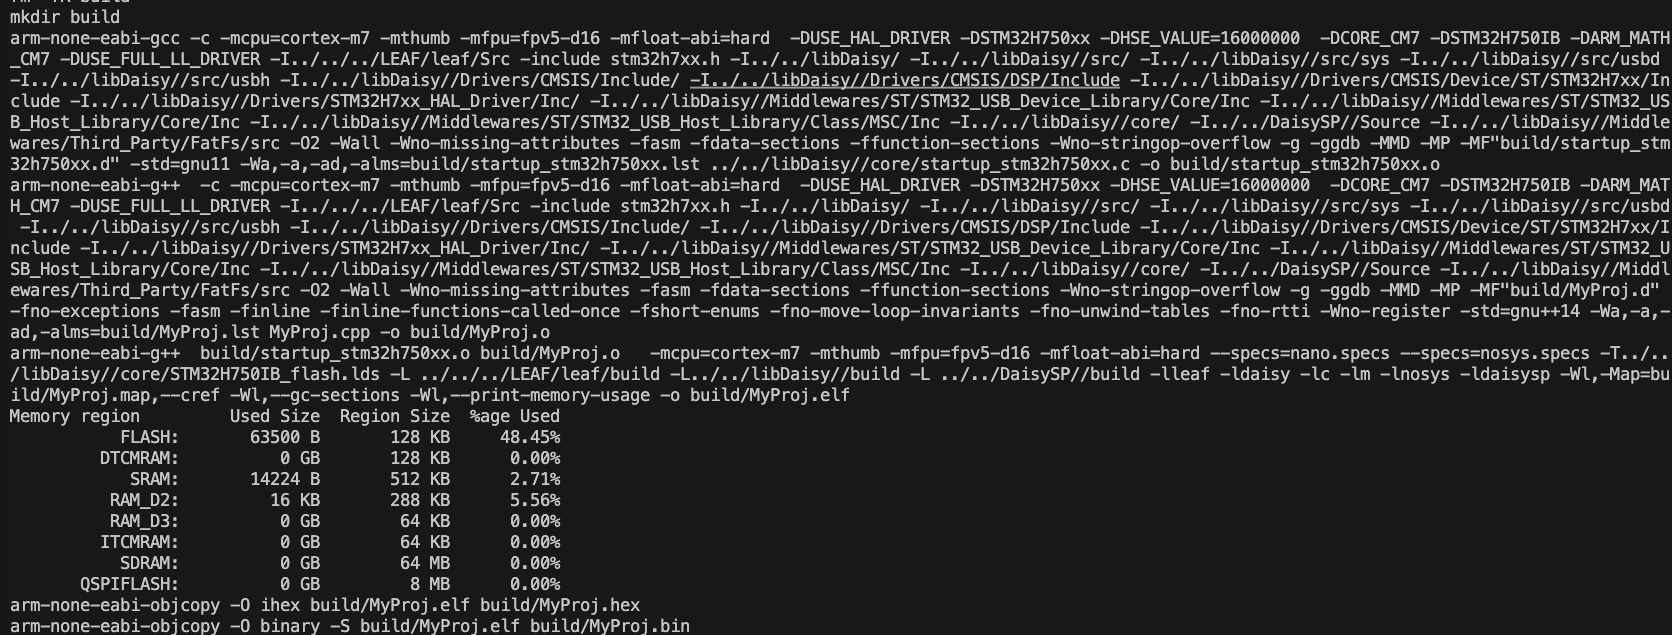 mkdir build
arm-none-eabi-gcc -c -mcpu=cortex-m7 -mthumb -mfpu=fpv5-d16 -mfloat-abi=hard  -DUSE_HAL_DRIVER -DSTM32H750xx -DHSE_VALUE=16000000  -DCORE_CM7 -DSTM32H750IB -DARM_MATH
_CM7 -DUSE_FULL_LL_DRIVER -I../../../LEAF/leaf/Src -include stm32h7xx.h -I../../libDaisy/ -I../../libDaisy//src/ -I../../libDaisy//src/sys -I../../libDaisy//src/usbd
-I../../libDaisy//src/usbh -I../../libDaisy//Drivers/CMSIS/Include/ -I../../libDaisy//Drivers/CMSIS/DSP/Include -I../../libDaisy//Drivers/CMSIS/Device/ST/STM32H7xx/In
clude -I../../libDaisy//Drivers/STM32H7xx_HAL_Driver/Inc/ -I../../libDaisy//Middlewares/ST/STM32_USB_Device_Library/Core/Inc -I../../libDaisy//Middlewares/ST/STM32_US
B_Host_Library/Core/Inc -I../../libDaisy//Middlewares/ST/STM32_USB_Host_Library/Class/MSC/Inc -I../../libDaisy//core/ -I../../DaisySP//Source -I../../libDaisy//Middle
wares/Third_Party/FatFs/src -O2 -Wall -Wno-missing-attributes -fasm -fdata-sections -ffunction-sections -Wno-stringop-overflow -g -ggdb -MMD -MP -MF"build/startup_stm
32h750xx.d" -std=gnu11 -Wa,-a,-ad,-alms=build/startup_stm32h750xx.lst ../../libDaisy//core/startup_stm32h750xx.c -o build/startup_stm32h750xx.o
arm-none-eabi-g++  -c -mcpu=cortex-m7 -mthumb -mfpu=fpv5-d16 -mfloat-abi=hard  -DUSE_HAL_DRIVER -DSTM32H750xx -DHSE_VALUE=16000000  -DCORE_CM7 -DSTM32H750IB -DARM_MAT
H_CM7 -DUSE_FULL_LL_DRIVER -I../../../LEAF/leaf/Src -include stm32h7xx.h -I../../libDaisy/ -I../../libDaisy//src/ -I../../libDaisy//src/sys -I../../libDaisy//src/usbd
-I../../libDaisy//src/usbh -I../../libDaisy//Drivers/CMSIS/Include/ -I../../libDaisy//Drivers/CMSIS/DSP/Include -I../../libDaisy//Drivers/CMSIS/Device/ST/STM32H7xx/I
nclude -I../../libDaisy//Drivers/STM32H7xx_HAL_Driver/Inc/ -I../../libDaisy//Middlewares/ST/STM32_USB_Device_Library/Core/Inc -I../../libDaisy//Middlewares/ST/STM32_U
SB_Host_Library/Core/Inc -I../../libDaisy//Middlewares/ST/STM32_USB_Host_Library/Class/MSC/Inc -I../../libDaisy//core/ -I../../DaisySP//Source -I../../libDaisy//Middl
ewares/Third_Party/FatFs/src -O2 -Wall -Wno-missing-attributes -fasm -fdata-sections -ffunction-sections -Wno-stringop-overflow -g -ggdb -MMD -MP -MF"build/MyProj.d"
-fno-exceptions -fasm -finline -finline-functions-called-once -fshort-enums -fno-move-loop-invariants -fno-unwind-tables -fno-rtti -Wno-register -std=gnu++14 -Wa,-a,-
ad,-alms=build/MyProj.lst MyProj.cpp -o build/MyProj.o
arm-none-eabi-g++  build/startup_stm32h750xx.o build/MyProj.o   -mcpu=cortex-m7 -mthumb -mfpu=fpv5-d16 -mfloat-abi=hard --specs=nano.specs --specs=nosys.specs -T../..
/libDaisy//core/STM32H750IB_flash.lds -L ../../../LEAF/leaf/build -L../../libDaisy//build -L ../../DaisySP//build -lleaf -ldaisy -lc -lm -lnosys -ldaisysp -Wl,-Map=bu
ild/MyProj.map,--cref -Wl,--gc-sections -Wl,--print-memory-usage -o build/MyProj.elf
Memory region         Used Size  Region Size  %age Used
FLASH:       63500 B       128 KB     48.45%
DTCMRAM:          0 GB       128 KB      0.00%
SRAM:       14224 B       512 KB      2.71%
RAM_D2:         16 KB       288 KB      5.56%
RAM_D3:          0 GB        64 KB      0.00%
ITCMRAM:          0 GB        64 KB      0.00%
SDRAM:          0 GB        64 MB      0.00%
QSPIFLASH:          0 GB         8 MB      0.00%
arm-none-eabi-objcopy -O ihex build/MyProj.elf build/MyProj.hex
arm-none-eabi-objcopy -O binary -S build/MyProj.elf build/MyProj.bin